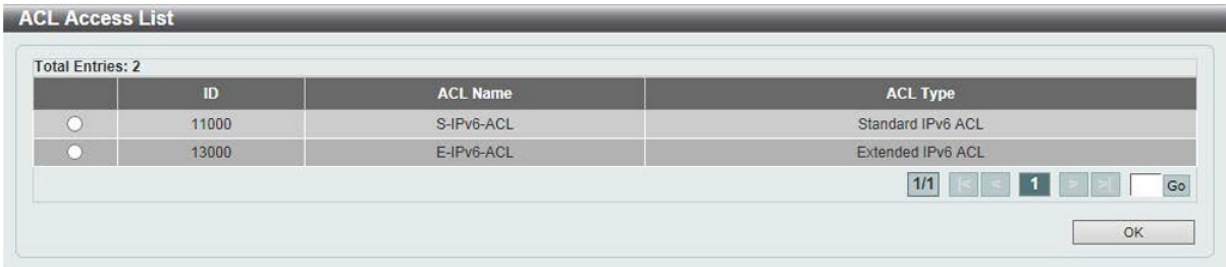 ACL Access List
Total Entries: 2
ID ACL Name ACL Type
11000 S-IPv6-ACL Standard IPv6 ACL
13000 E-IPv6-ACL Extended IPv6 ACL
1/1 |< < 1 > >| Go
OK